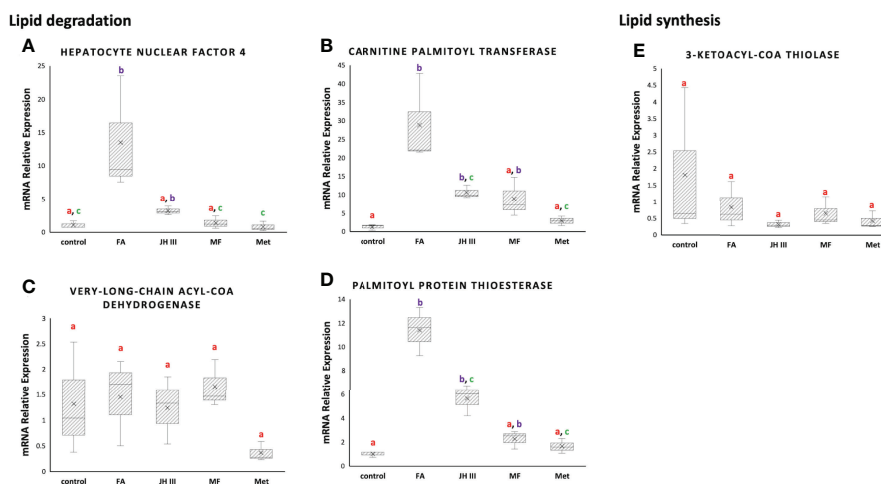 Lipid degradation
Lipid synthesis
A
HEPATOCYTE NUCLEAR FACTOR 4
mRNA Relative Expression
25
20
15
10
5
0
a, c
b
a, b
a, c
c
control
FA
JH III
MF
Met
B
CARNITINE PALMITOYL TRANSFERASE
mRNA Relative Expression
45
40
35
30
25
20
15
10
5
0
a
b
b, c
a, b
a, c
control
FA
JH III
MF
Met
E
3-KETOACYL-COA THIOLASE
mRNA Relative Expression
5
4.5
4
3.5
3
2.5
2
1.5
1
0.5
0
a
a
a
a
a
control
FA
JH III
MF
Met
C
VERY-LONG-CHAIN ACYL-COA
DEHYDROGENASE
mRNA Relative Expression
3
2.5
2
1.5
1
0.5
0
a
a
a
a
a
control
FA
JH III
MF
Met
D
PALMITOYL PROTEIN THIOESTERASE
mRNA Relative Expression
14
12
10
8
6
4
2
0
a
b
b, c
a, b
a, c
control
FA
JH III
MF
Met